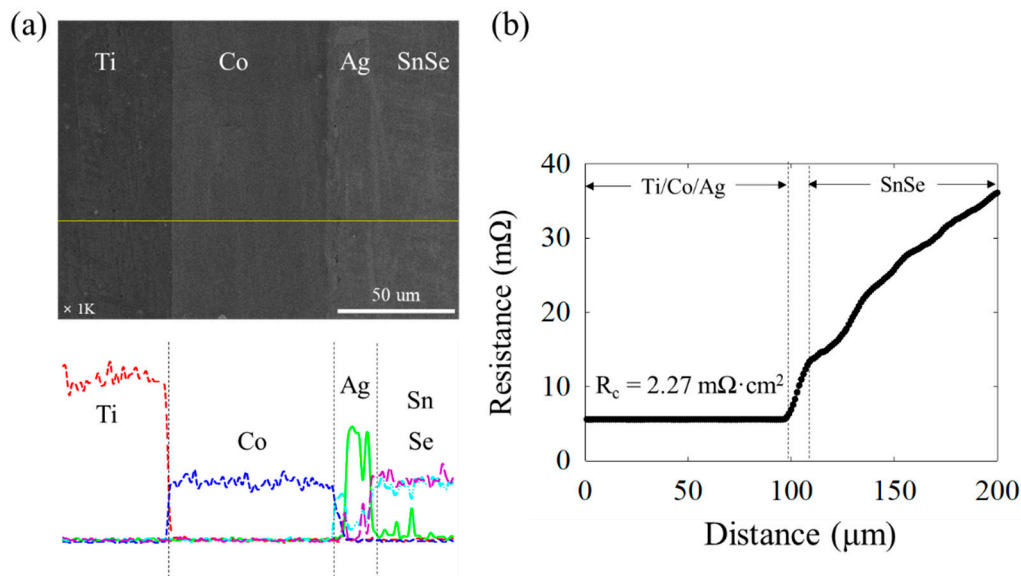 (a)
Ti Co Ag SnSe
× 1K
50 um
Ti Co Ag Sn
Se
(b)
Resistance (mΩ)
40
30
20
10
0
Ti/Co/Ag
SnSe
R_c = 2.27 mΩ·cm²
0 50 100 150 200
Distance (μm)